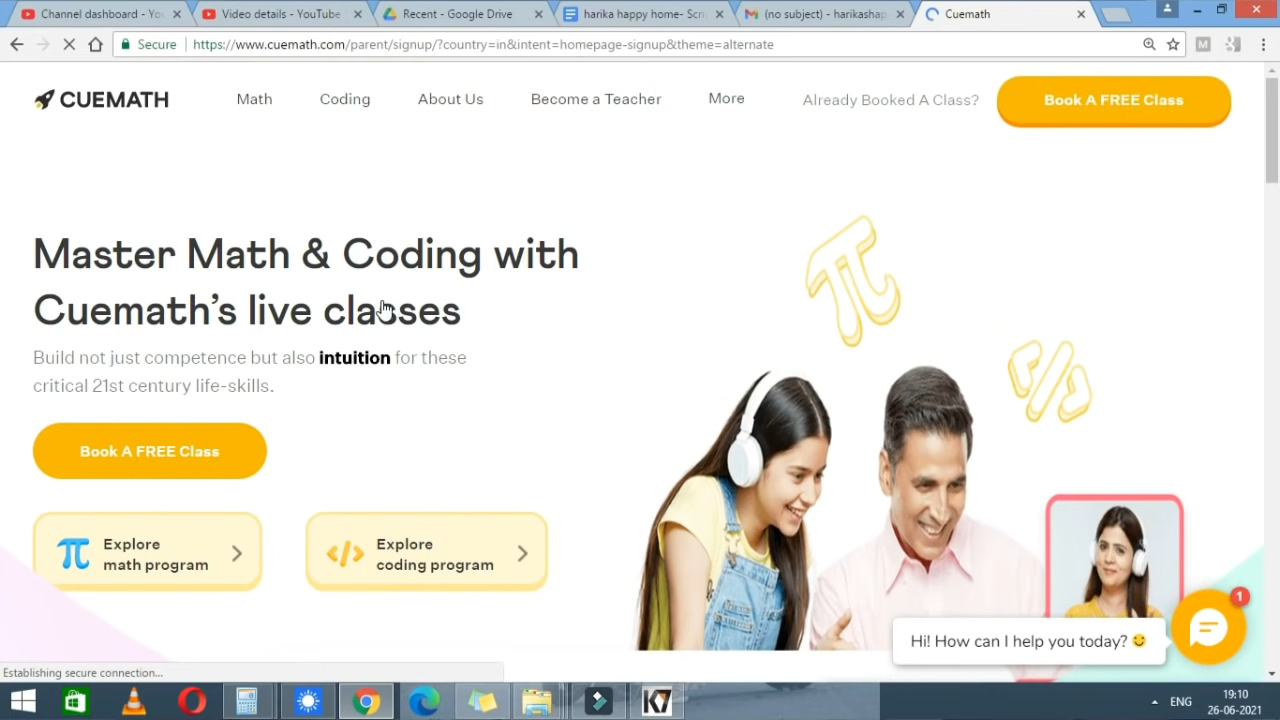 Channel dashboard - You
Video details - YouTube
Recent - Google Drive
harika happy home- Scri
(no subject) - harikashap
Cuemath
Secure https://www.cuemath.com/parent/signup/?country=in&intent=homepage-signup&theme=alternate
CUEMATH
Math
Coding
About Us
Become a Teacher
More
Already Booked A Class?
Book A FREE Class
Master Math & Coding with
Cuemath's live classes
Build not just competence but also intuition for these
critical 21st century life-skills.
Book A FREE Class
Explore
math program
Explore
coding program
Hi! How can I help you today? 😊
1
Establishing secure connection...
K7
ENG
19:10
26-06-2021